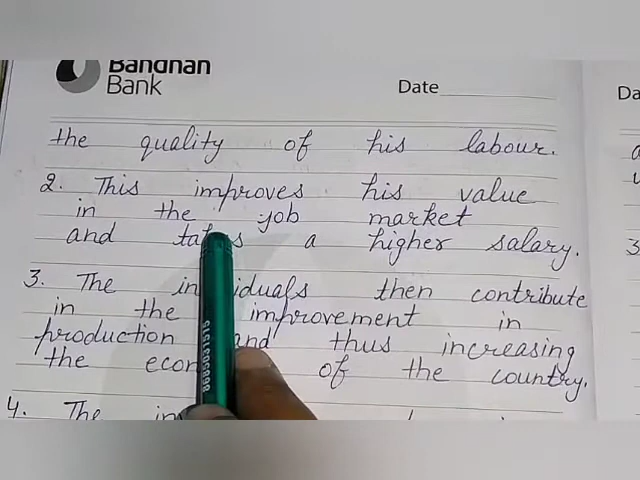 Bandhan
Bank
Date
Da
the quality of his labour.
2. This improves his value
in the job market
and takes a higher salary.
3. The individuals then contribute
in the improvement in
production and thus increasing
the of the country.
4. The
3